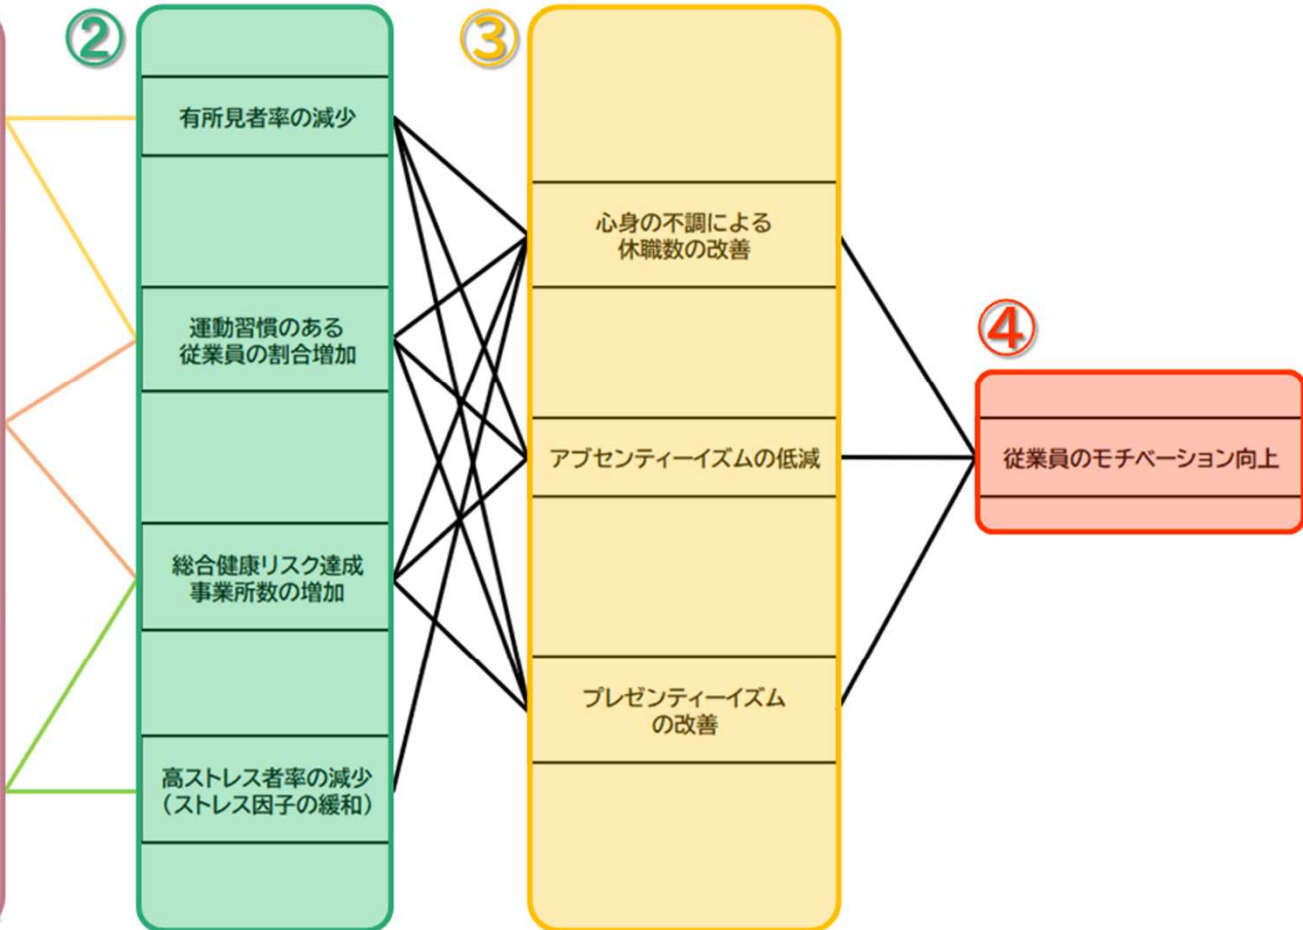 ②
有所見者率の減少
運動習慣のある
従業員の割合増加
総合健康リスク達成
事業所数の増加
高ストレス者率の減少
（ストレス因子の緩和）
③
心身の不調による
休職数の改善
アブセンティーイズムの低減
プレゼンティーイズム
の改善
④
従業員のモチベーション向上